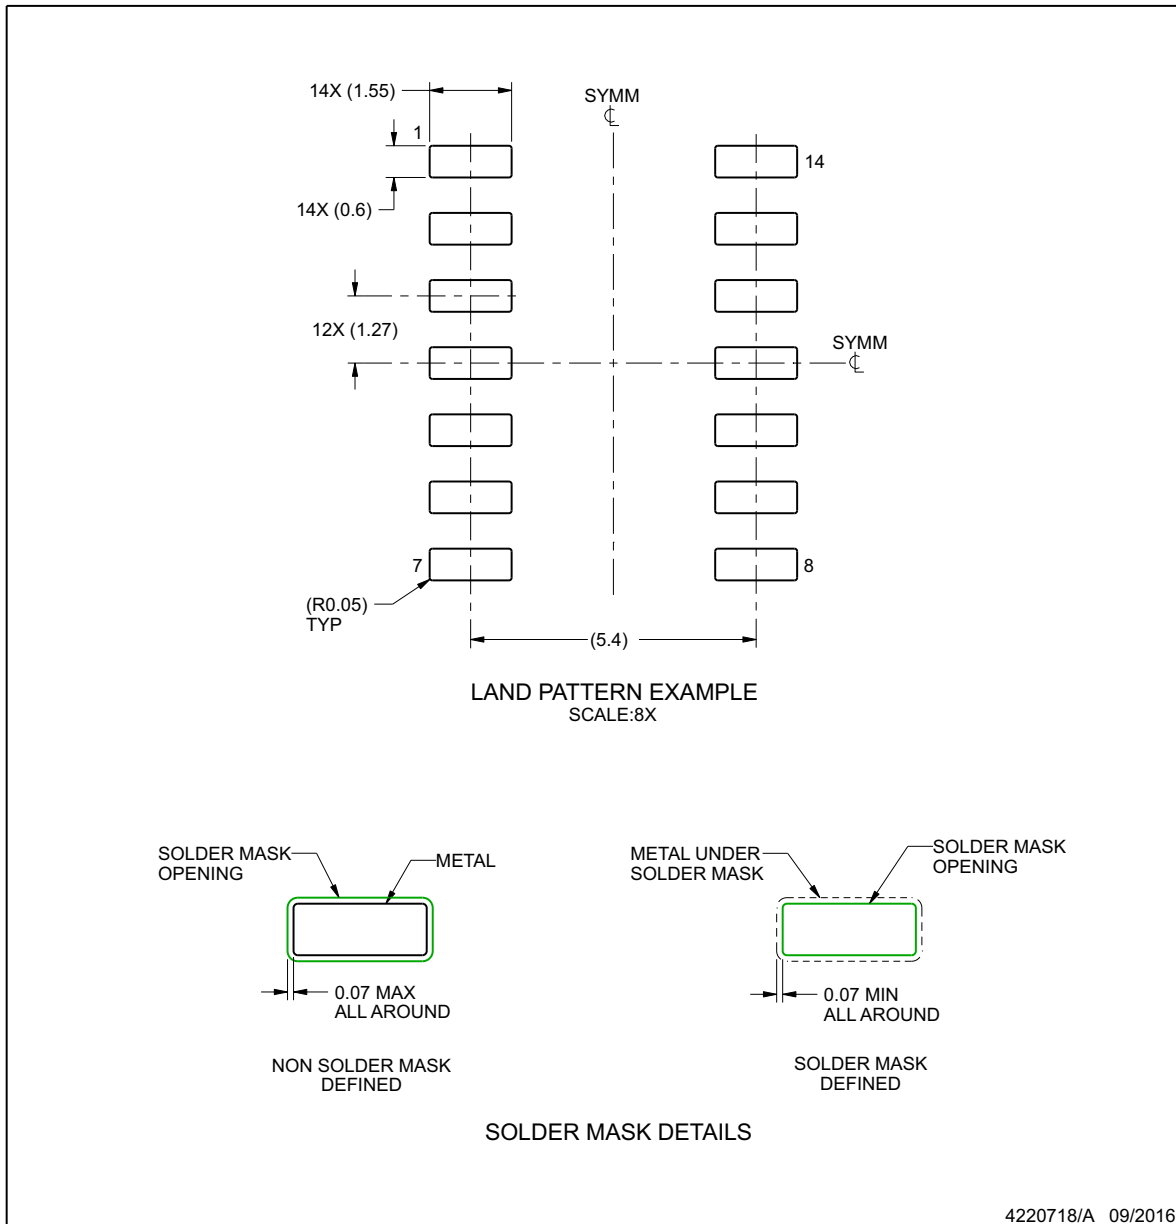 14X (1.55)
SYMM
℄
1
14
14X (0.6)
12X (1.27)
SYMM
℄
7
8
(R0.05)
TYP
(5.4)
LAND PATTERN EXAMPLE
SCALE:8X
SOLDER MASK
OPENING
METAL
METAL UNDER
SOLDER MASK
SOLDER MASK
OPENING
0.07 MAX
ALL AROUND
0.07 MIN
ALL AROUND
NON SOLDER MASK
DEFINED
SOLDER MASK
DEFINED
SOLDER MASK DETAILS
4220718/A 09/2016